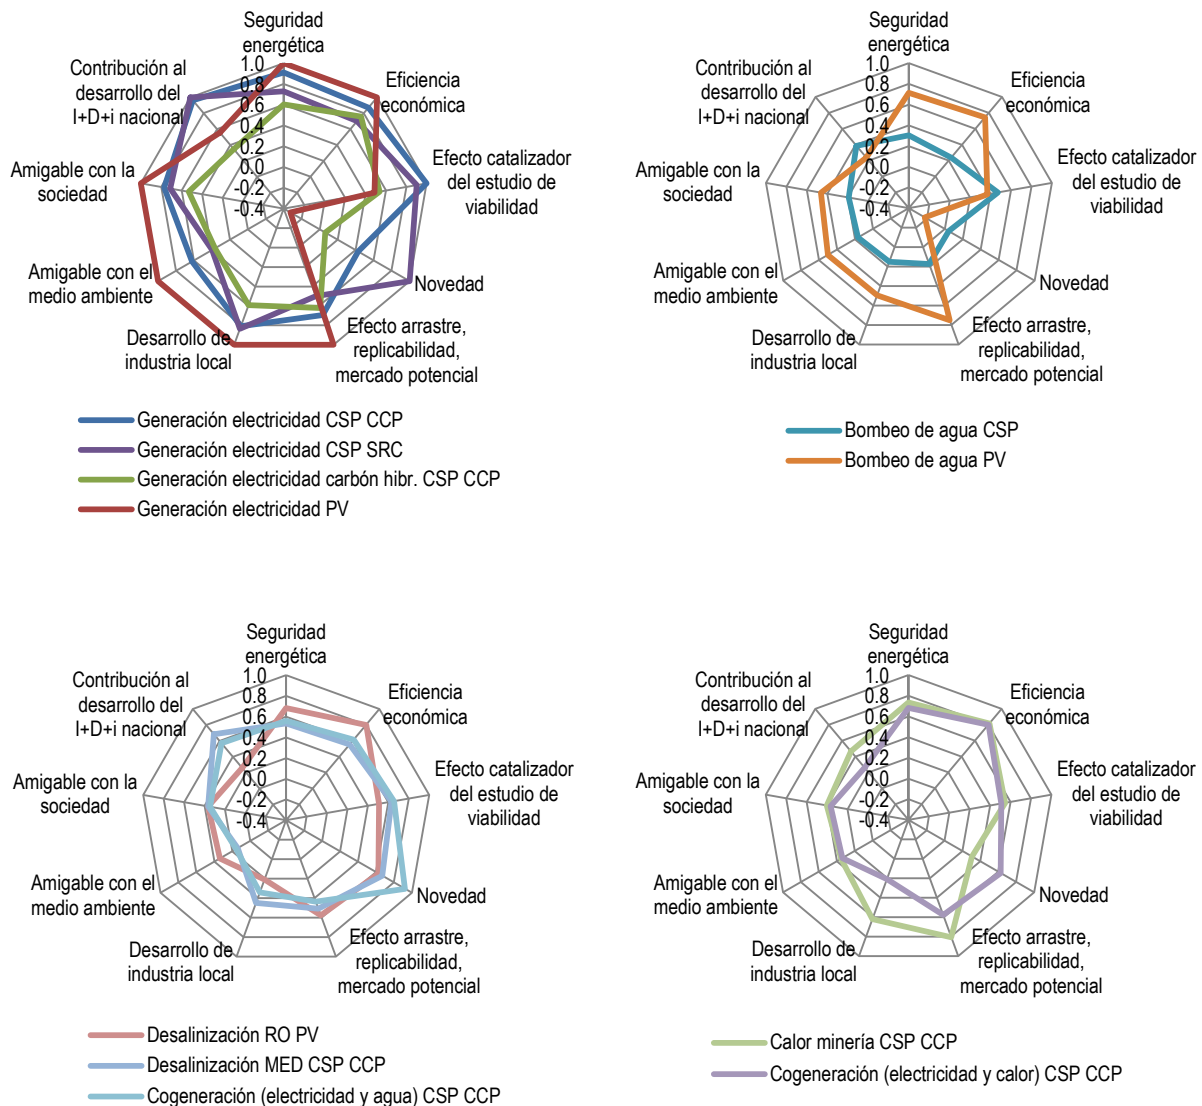 Seguridad
energética
Eficiencia
económica
Efecto catalizador
del estudio de
viabilidad
Novedad
Efecto arrastre,
replicabilidad,
mercado potencial
Desarrollo de
industria local
Amigable con el
medio ambiente
Amigable con la
sociedad
Contribución al
desarrollo del
I+D+i nacional
1.0
0.8
0.6
0.4
0.2
0.0
-0.2
-0.4
Generación electricidad CSP CCP
Generación electricidad CSP SRC
Generación electricidad carbón hibr. CSP CCP
Generación electricidad PV
Seguridad
energética
Eficiencia
económica
Efecto catalizador
del estudio de
viabilidad
Novedad
Efecto arrastre,
replicabilidad,
mercado potencial
Desarrollo de
industria local
Amigable con el
medio ambiente
Amigable con la
sociedad
Contribución al
desarrollo del
I+D+i nacional
1.0
0.8
0.6
0.4
0.2
0.0
-0.2
-0.4
Bombeo de agua CSP
Bombeo de agua PV
Seguridad
energética
Eficiencia
económica
Efecto catalizador
del estudio de
viabilidad
Novedad
Efecto arrastre,
replicabilidad,
mercado potencial
Desarrollo de
industria local
Amigable con el
medio ambiente
Amigable con la
sociedad
Contribución al
desarrollo del
I+D+i nacional
1.0
0.8
0.6
0.4
0.2
0.0
-0.2
-0.4
Desalinización RO PV
Desalinización MED CSP CCP
Cogeneración (electricidad y agua) CSP CCP
Seguridad
energética
Eficiencia
económica
Efecto catalizador
del estudio de
viabilidad
Novedad
Efecto arrastre,
replicabilidad,
mercado potencial
Desarrollo de
industria local
Amigable con el
medio ambiente
Amigable con la
sociedad
Contribución al
desarrollo del
I+D+i nacional
1.0
0.8
0.6
0.4
0.2
0.0
-0.2
-0.4
Calor minería CSP CCP
Cogeneración (electricidad y calor) CSP CCP